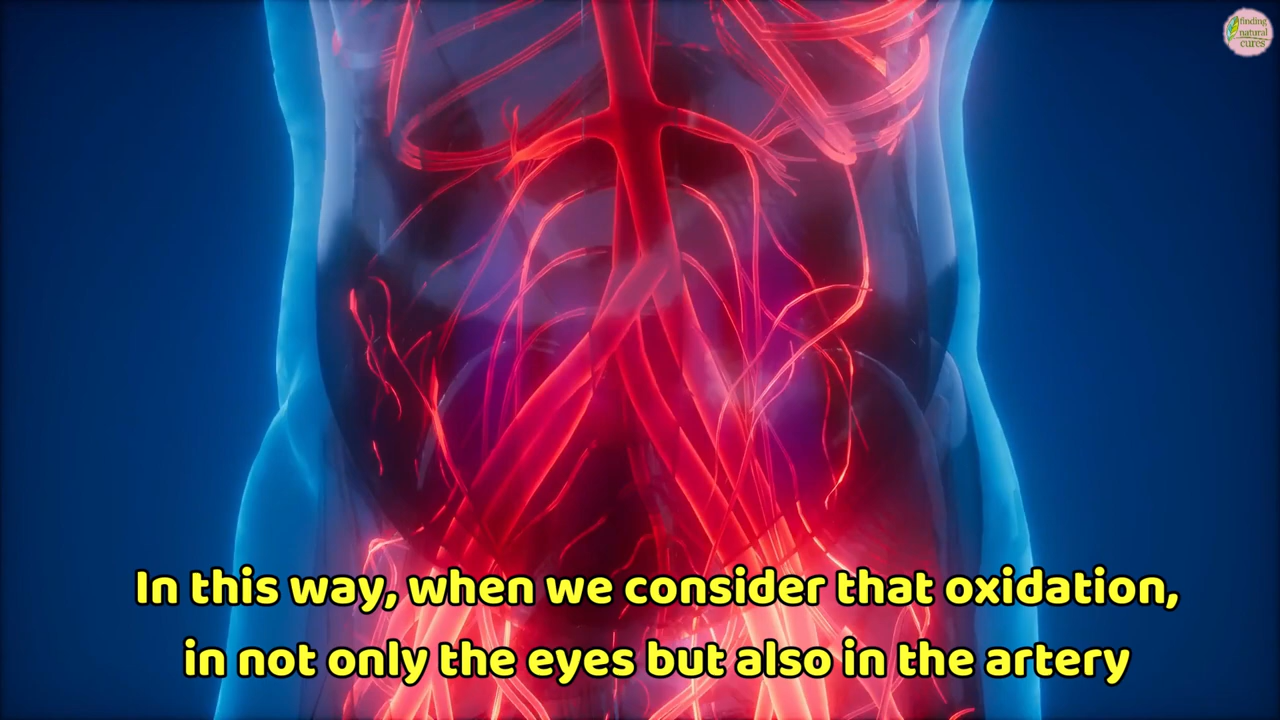 finding
natural
cures
In this way, when we consider that oxidation,
in not only the eyes but also in the artery